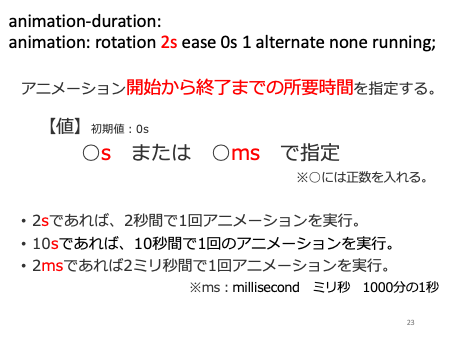 animation-duration:
animation: rotation 2s ease 0s 1 alternate none running;
アニメーション開始から終了までの所要時間を指定する。
【値】初期値：0s
○s　または　○ms　で指定
※○には正数を入れる。
• 2sであれば、2秒間で1回アニメーションを実行。
• 10sであれば、10秒間で1回のアニメーションを実行。
• 2msであれば2ミリ秒間で1回アニメーションを実行。
※ms：millisecond　ミリ秒　1000分の1秒
23